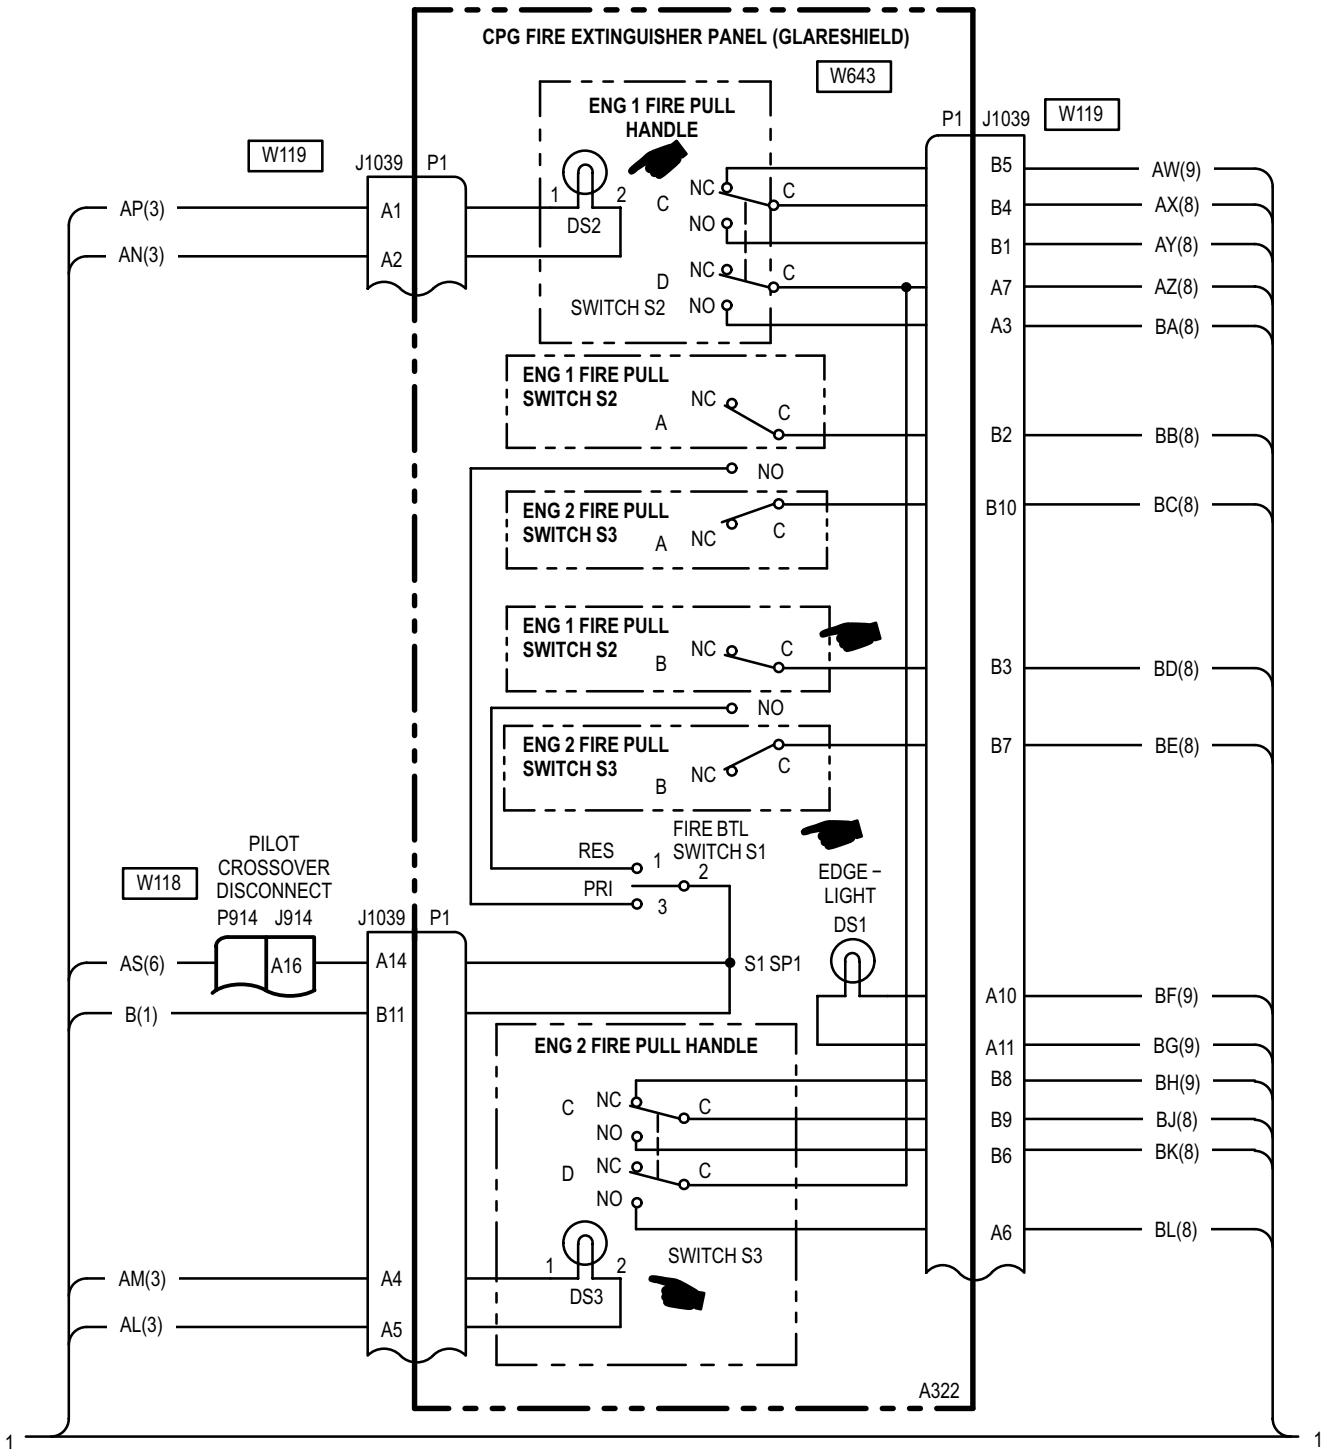 CPG FIRE EXTINGUISHER PANEL (GLARESHIELD)
W643
ENG 1 FIRE PULL
HANDLE
W119
J1039 P1
P1 J1039
W119
AP(3)
A1
1 2
DS2
AN(3)
A2
C
NC
C
NO
D
NC
C
NO
SWITCH S2
B5
AW(9)
B4
AX(8)
B1
AY(8)
A7
AZ(8)
A3
BA(8)
ENG 1 FIRE PULL
SWITCH S2
A
NC
C
B2
BB(8)
NO
ENG 2 FIRE PULL
SWITCH S3
A
NC
C
B10
BC(8)
ENG 1 FIRE PULL
SWITCH S2
B
NC
C
B3
BD(8)
NO
ENG 2 FIRE PULL
SWITCH S3
B
NC
C
B7
BE(8)
FIRE BTL
SWITCH S1
RES
1
2
PRI
3
EDGE –
LIGHT
DS1
PILOT
CROSSOVER
DISCONNECT
W118
P914 J914
J1039 P1
AS(6)
A16
A14
S1 SP1
B(1)
B11
A10
BF(9)
A11
BG(9)
ENG 2 FIRE PULL HANDLE
C
NC
C
NO
D
NC
C
NO
B8
BH(9)
B9
BJ(8)
B6
BK(8)
A6
BL(8)
SWITCH S3
1 2
DS3
AM(3)
A4
AL(3)
A5
A322
1
1